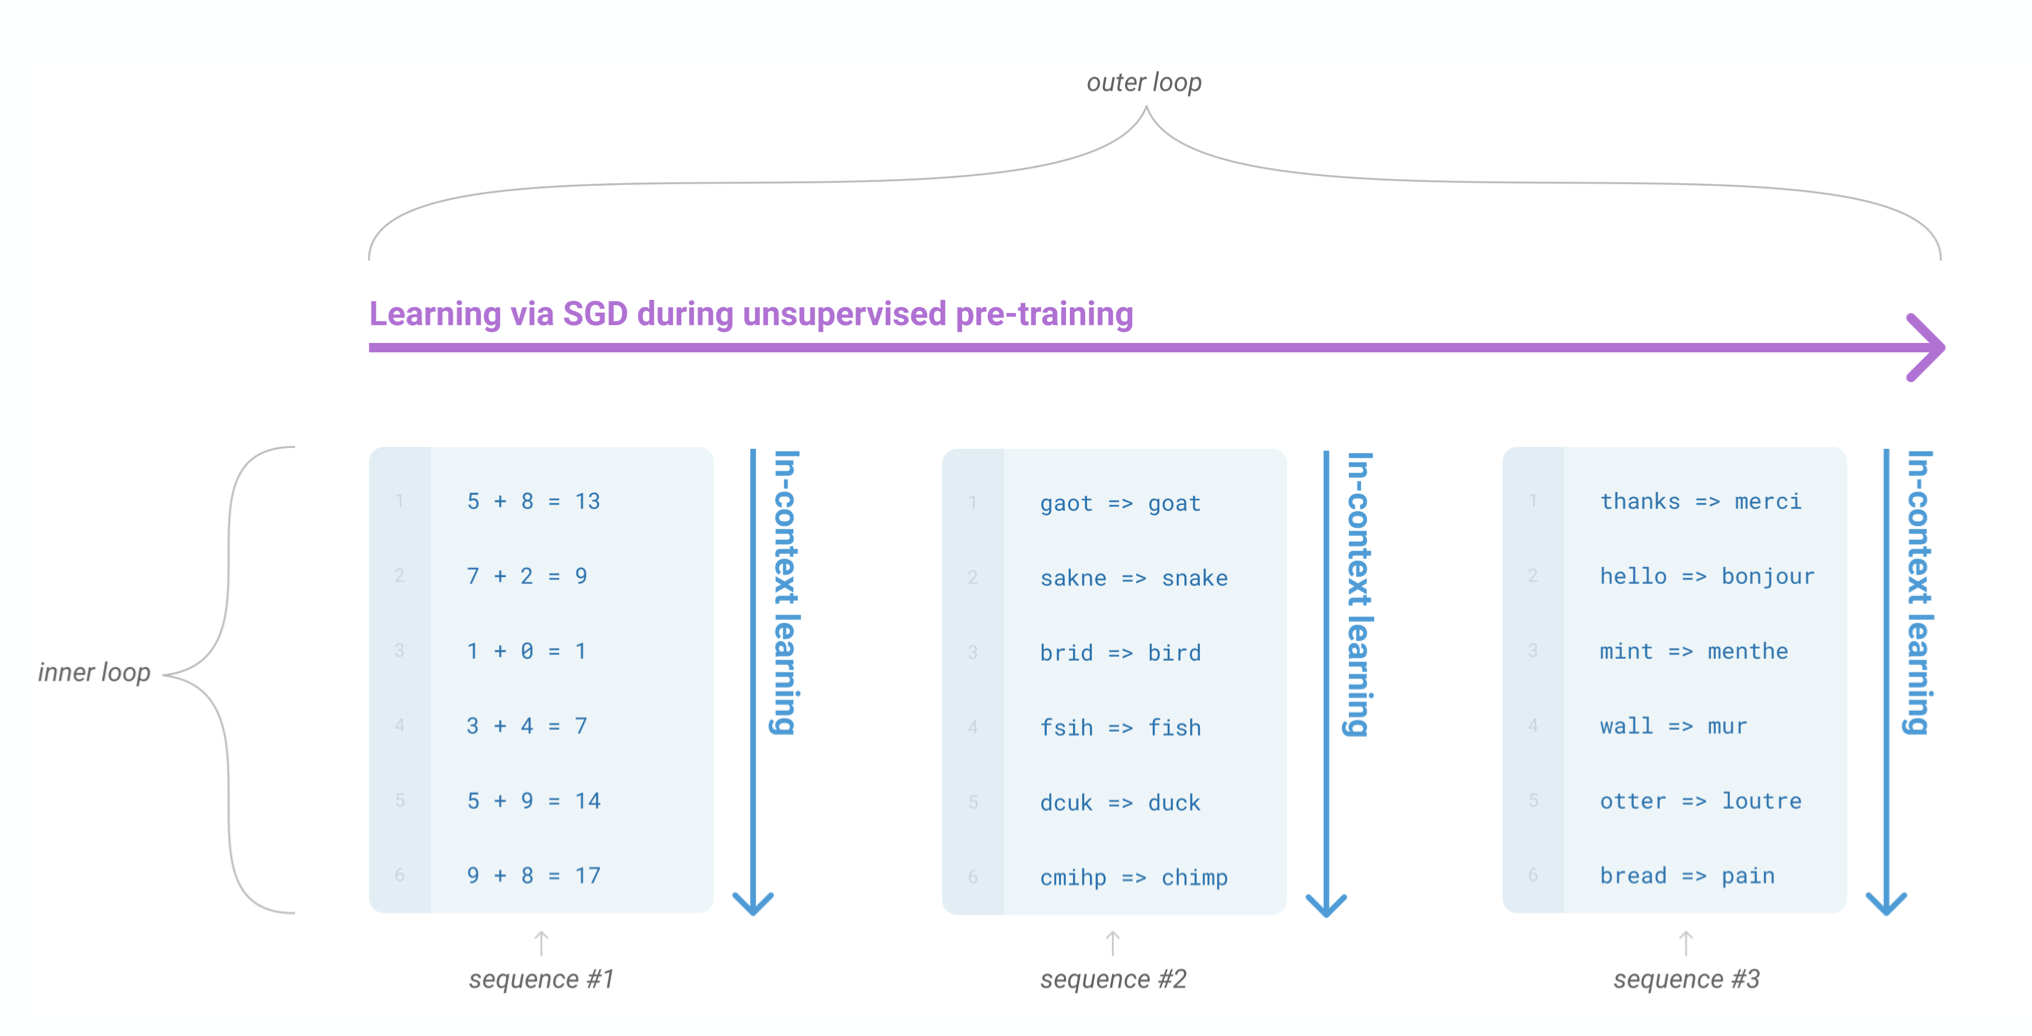 outer loop
Learning via SGD during unsupervised pre-training
inner loop
1 5 + 8 = 13
2 7 + 2 = 9
3 1 + 0 = 1
4 3 + 4 = 7
5 5 + 9 = 14
6 9 + 8 = 17
In-context learning
sequence #1
1 gaot => goat
2 sakne => snake
3 brid => bird
4 fsih => fish
5 dcuk => duck
6 cmihp => chimp
In-context learning
sequence #2
1 thanks => merci
2 hello => bonjour
3 mint => menthe
4 wall => mur
5 otter => loutre
6 bread => pain
In-context learning
sequence #3